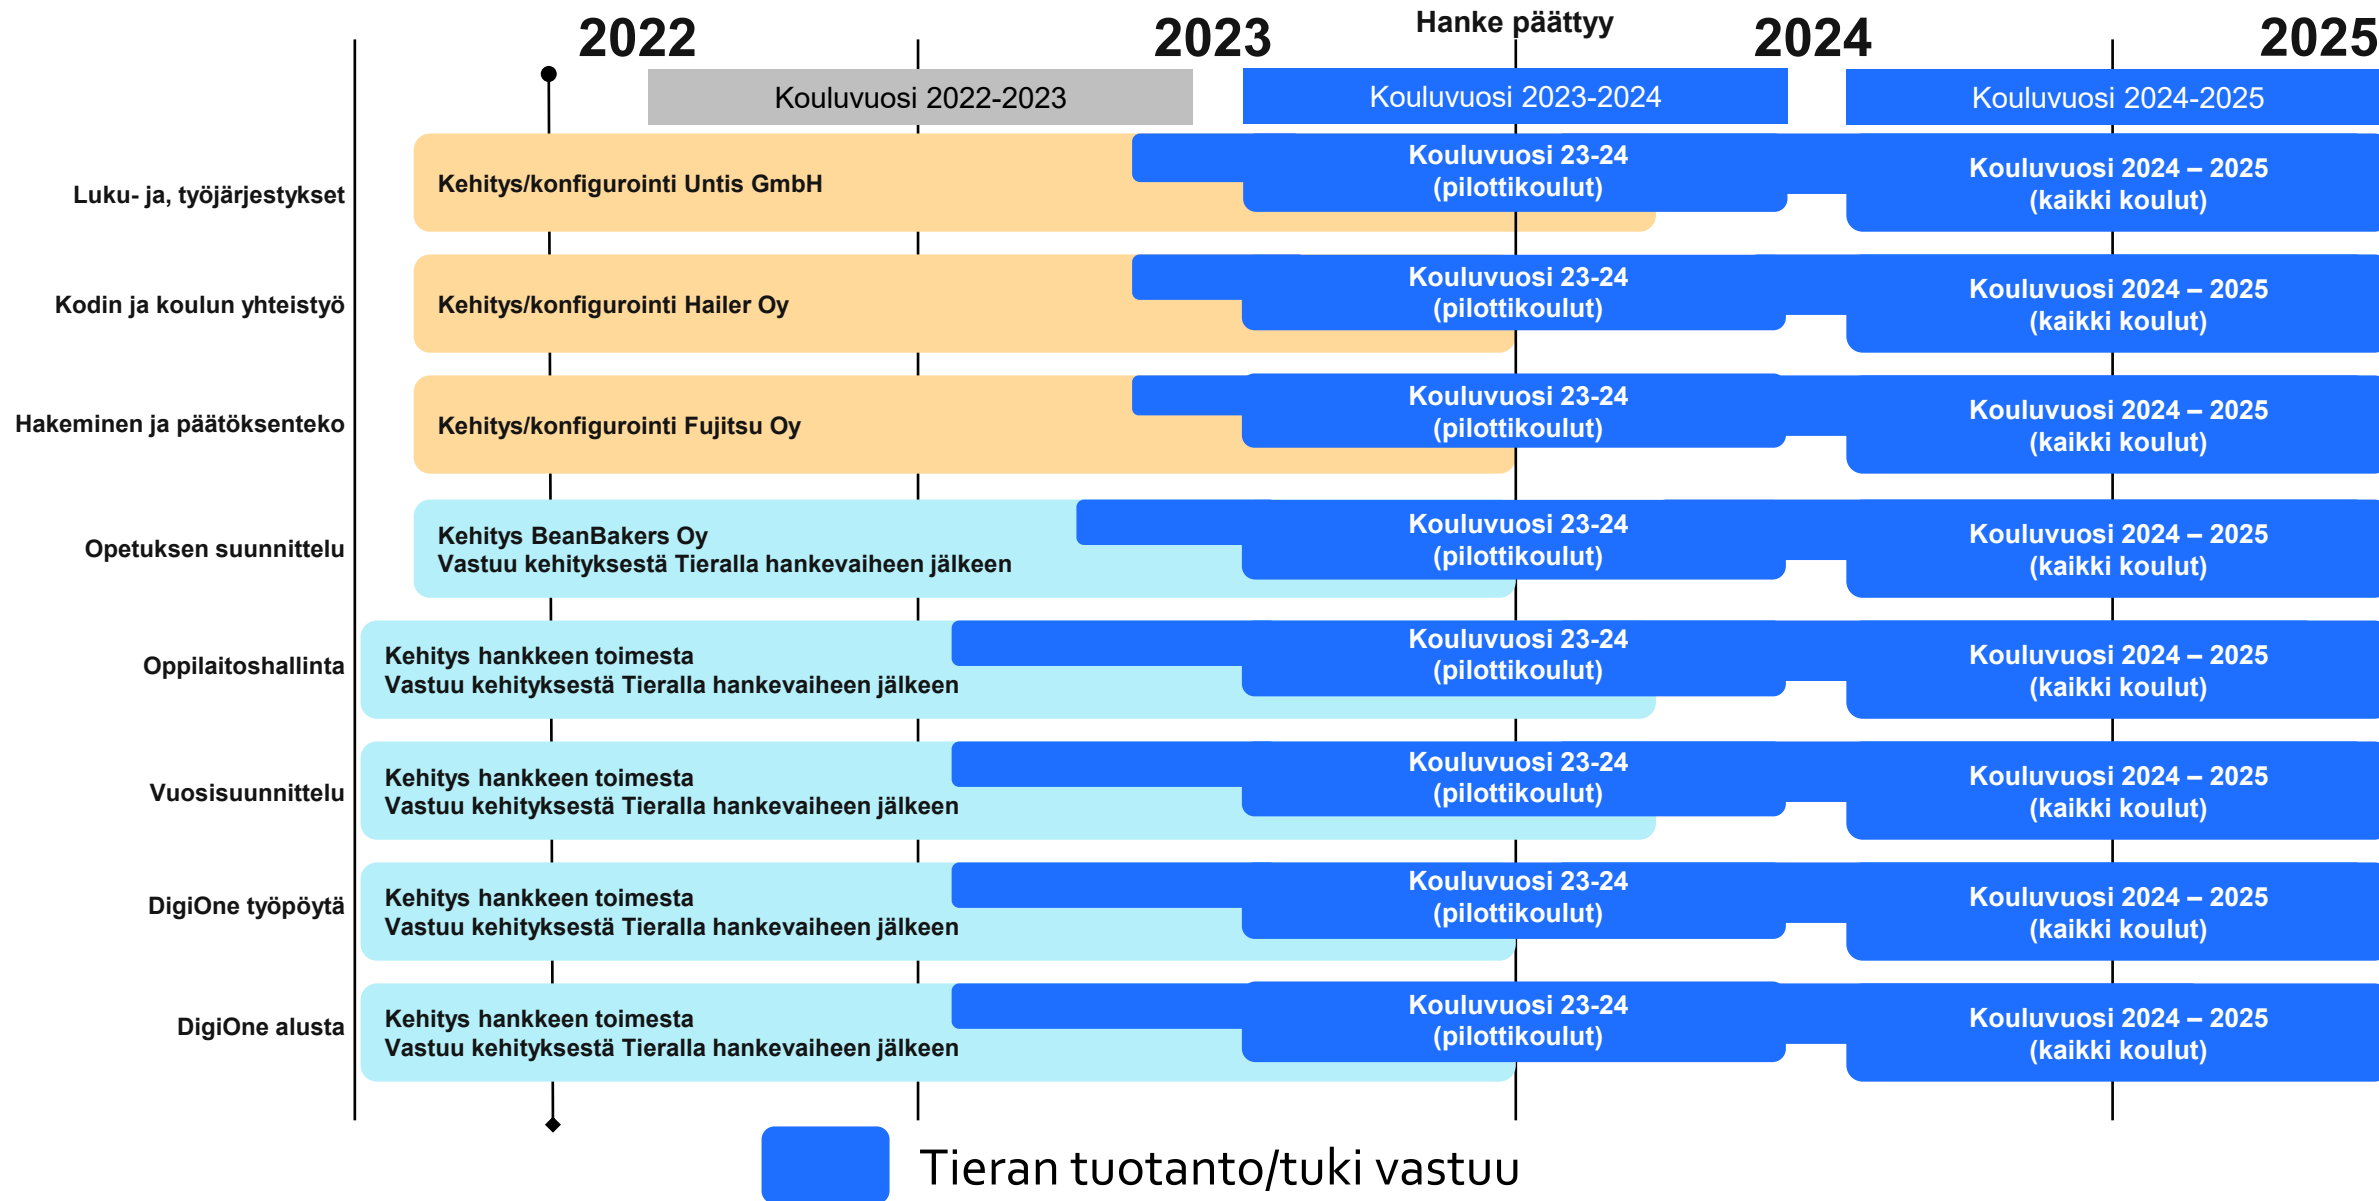 2022
2023
Hanke päättyy
2024
2025
Kouluvuosi 2022-2023
Kouluvuosi 2023-2024
Kouluvuosi 2024-2025
Luku- ja, työjärjestykset
Kehitys/konfigurointi Untis GmbH
Kouluvuosi 23-24
(pilottikoulut)
Kouluvuosi 2024 – 2025
(kaikki koulut)
Kodin ja koulun yhteistyö
Kehitys/konfigurointi Hailer Oy
Kouluvuosi 23-24
(pilottikoulut)
Kouluvuosi 2024 – 2025
(kaikki koulut)
Hakeminen ja päätöksenteko
Kehitys/konfigurointi Fujitsu Oy
Kouluvuosi 23-24
(pilottikoulut)
Kouluvuosi 2024 – 2025
(kaikki koulut)
Opetuksen suunnittelu
Kehitys BeanBakers Oy
Vastuu kehityksestä Tieralla hankevaiheen jälkeen
Kouluvuosi 23-24
(pilottikoulut)
Kouluvuosi 2024 – 2025
(kaikki koulut)
Oppilaitoshallinta
Kehitys hankkeen toimesta
Vastuu kehityksestä Tieralla hankevaiheen jälkeen
Kouluvuosi 23-24
(pilottikoulut)
Kouluvuosi 2024 – 2025
(kaikki koulut)
Vuosisuunnittelu
Kehitys hankkeen toimesta
Vastuu kehityksestä Tieralla hankevaiheen jälkeen
Kouluvuosi 23-24
(pilottikoulut)
Kouluvuosi 2024 – 2025
(kaikki koulut)
DigiOne työpöytä
Kehitys hankkeen toimesta
Vastuu kehityksestä Tieralla hankevaiheen jälkeen
Kouluvuosi 23-24
(pilottikoulut)
Kouluvuosi 2024 – 2025
(kaikki koulut)
DigiOne alusta
Kehitys hankkeen toimesta
Vastuu kehityksestä Tieralla hankevaiheen jälkeen
Kouluvuosi 23-24
(pilottikoulut)
Kouluvuosi 2024 – 2025
(kaikki koulut)
Tieran tuotanto/tuki vastuu